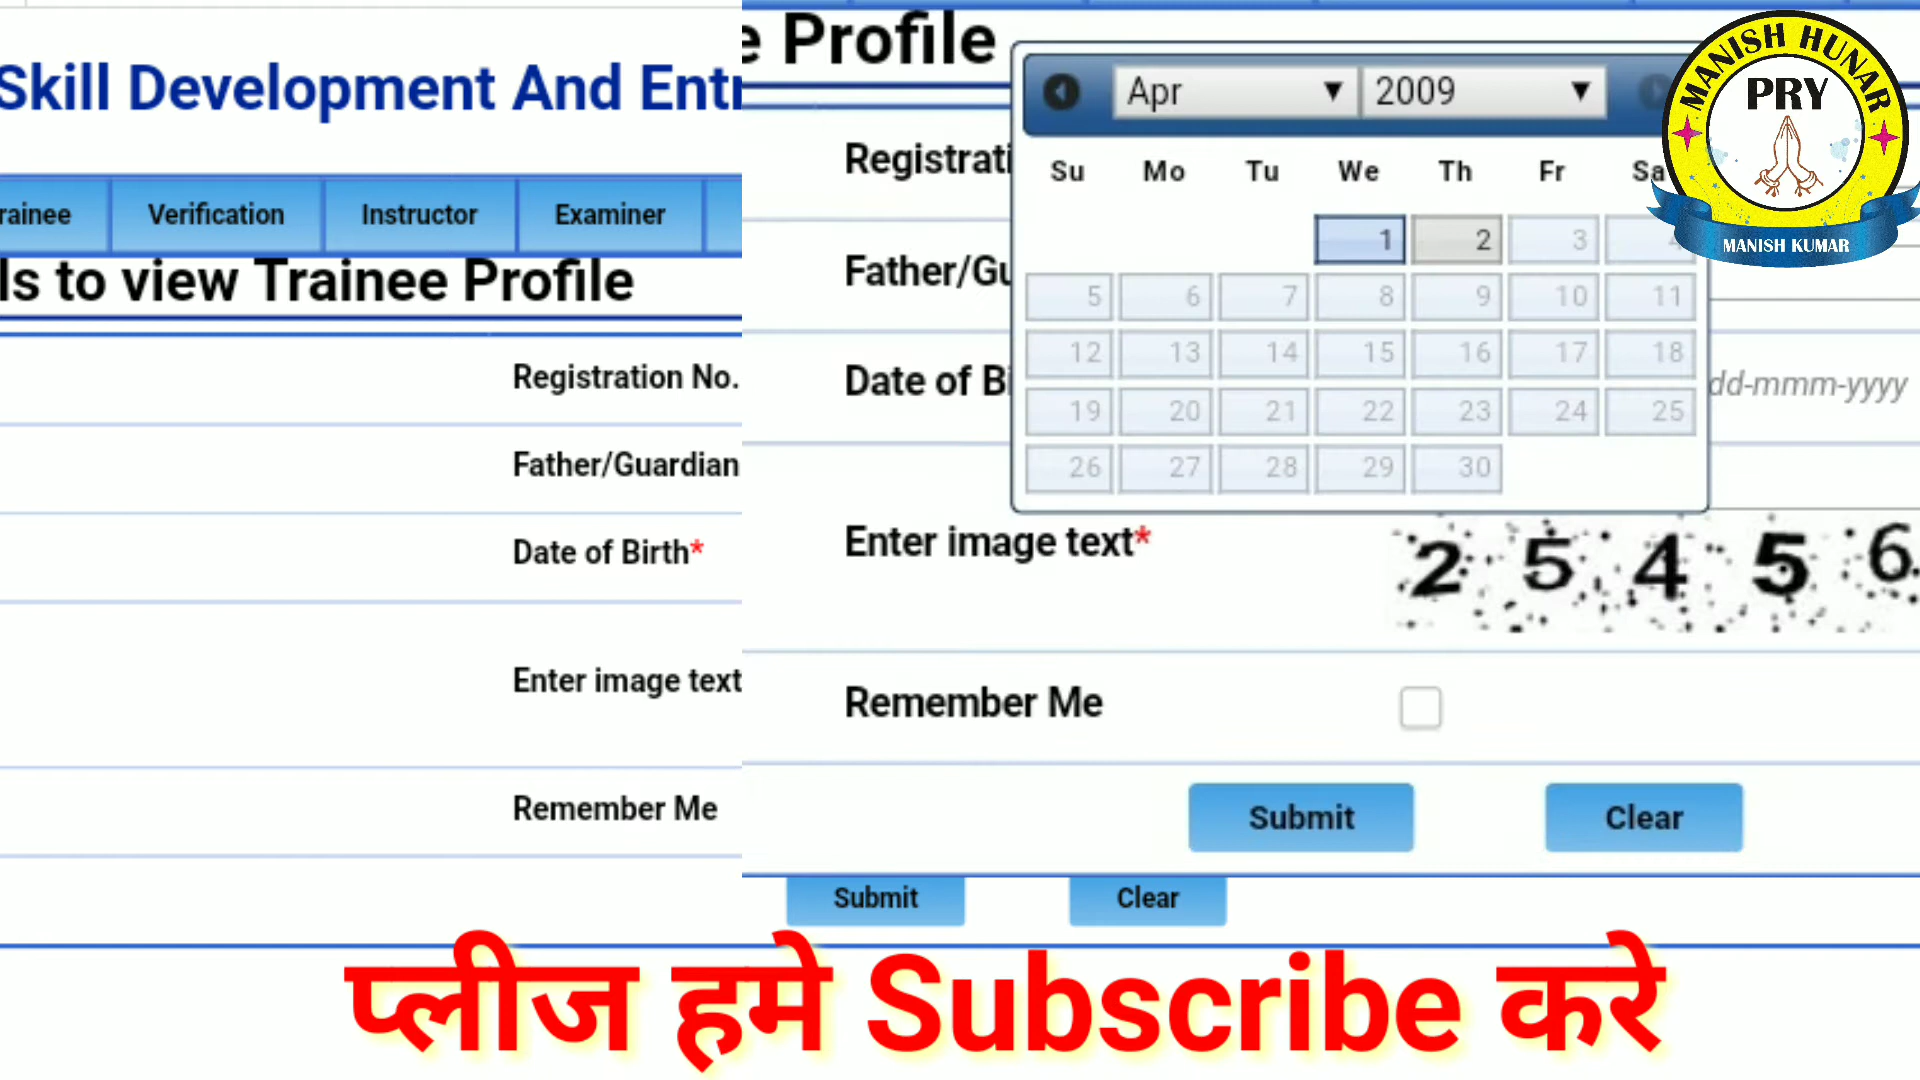 Skill Development And Entr
rainee Verification Instructor Examiner
ls to view Trainee Profile
Registration No.
Father/Guardian
Date of Birth*
Enter image text
Remember Me
Submit Clear
e Profile
Apr 2009
Su Mo Tu We Th Fr Sa
1 2 3 4
5 6 7 8 9 10 11
12 13 14 15 16 17 18
19 20 21 22 23 24 25
26 27 28 29 30
Registrati
Father/Gu
Date of Bi
dd-mmm-yyyy
Enter image text*
2 5 4 5 6
Remember Me
Submit Clear
MANISH HUNAR
PRY
MANISH KUMAR
प्लीज हमे Subscribe करे